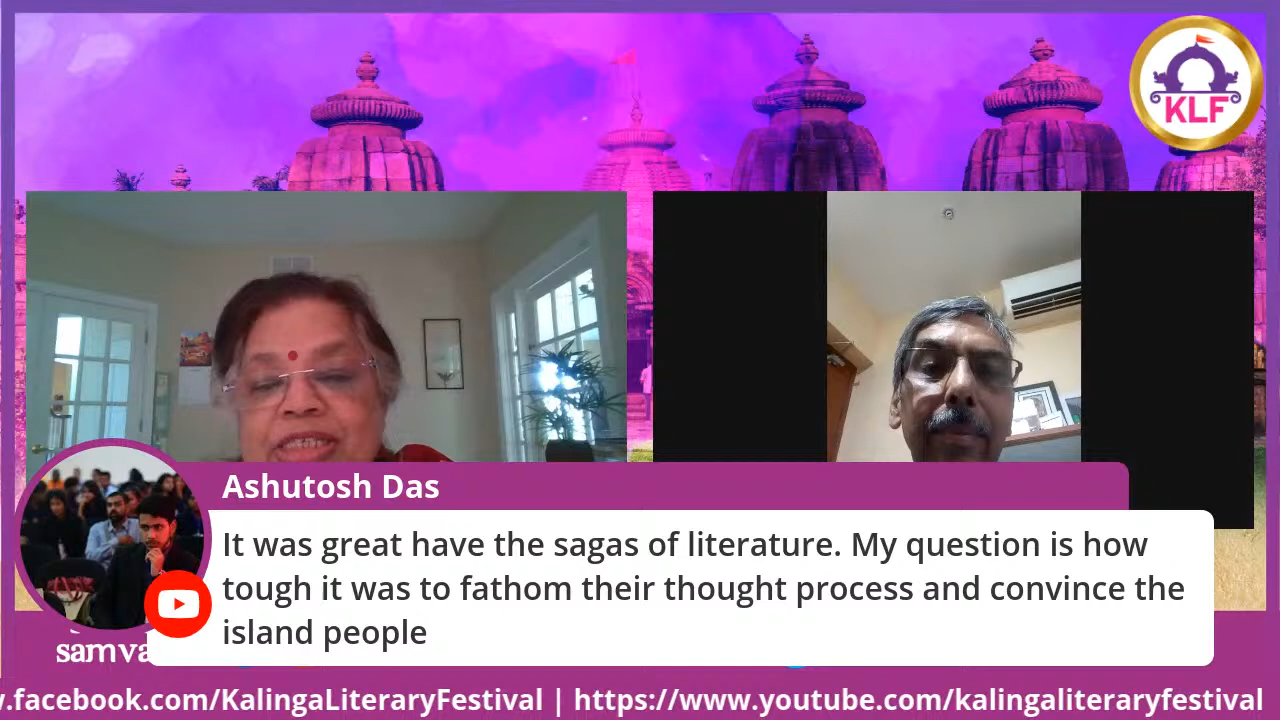 KLF
Ashutosh Das
It was great have the sagas of literature. My question is how
tough it was to fathom their thought process and convince the
island people
samva
.facebook.com/KalingaLiteraryFestival | https://www.youtube.com/kalingaliteraryfestival